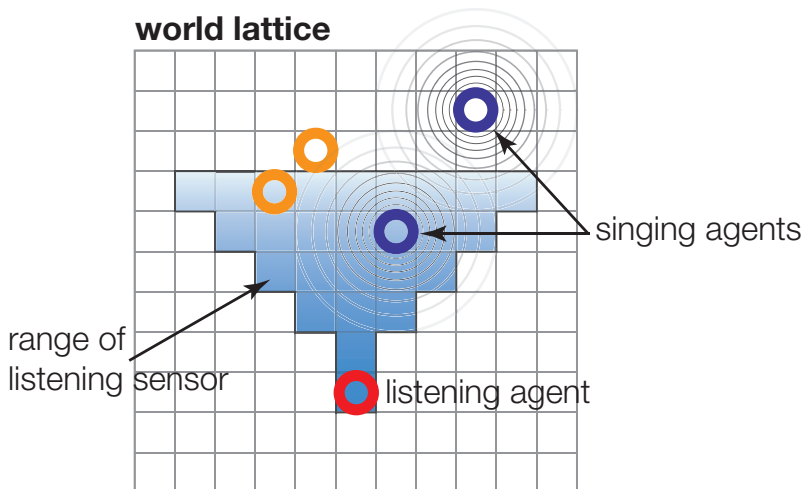 world lattice
singing agents
range of
listening sensor
listening agent